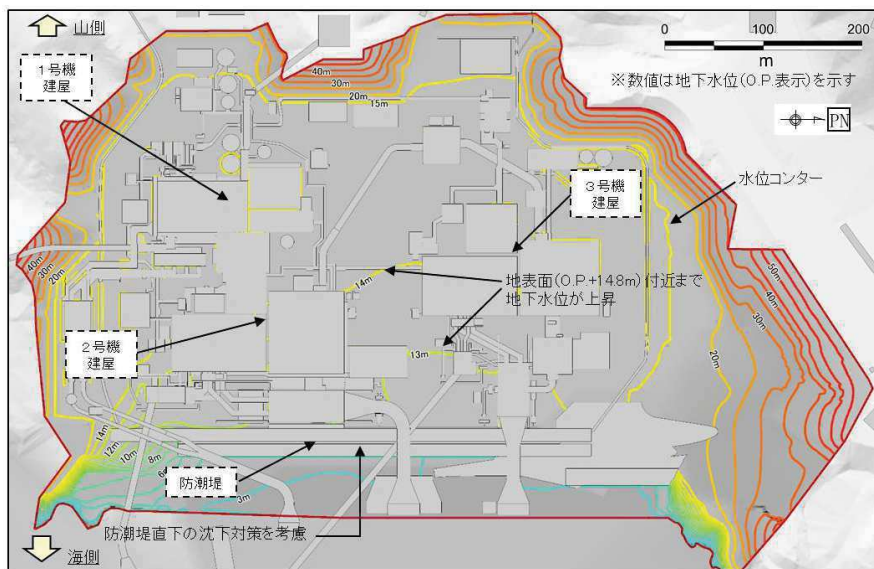 山側
0 100 200
m
※数値は地下水位(O.P.表示)を示す
PN
1号機
建屋
40m
30m
20m
15m
3号機
建屋
水位コンター
40m
30m
20m
14m
地表面(O.P.+14.8m)付近まで
地下水位が上昇
50m
40m
30m
20m
2号機
建屋
13m
14m
12m
10m
8m
防潮堤
3m
防潮堤直下の沈下対策を考慮
海側